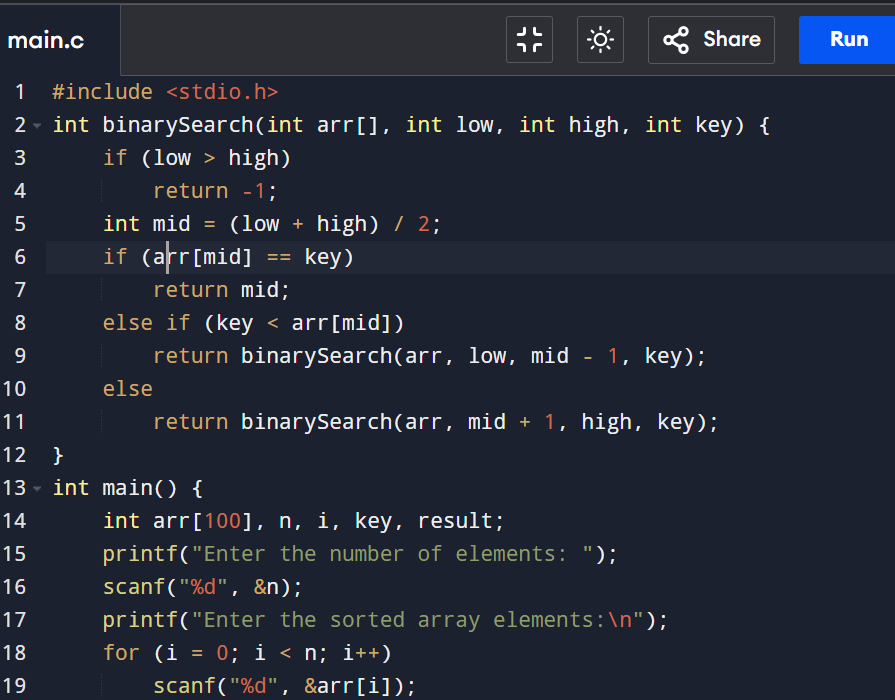 main.c
Share
Run
1 #include <stdio.h>
2 int binarySearch(int arr[], int low, int high, int key) {
3     if (low > high)
4         return -1;
5     int mid = (low + high) / 2;
6     if (arr[mid] == key)
7         return mid;
8     else if (key < arr[mid])
9         return binarySearch(arr, low, mid - 1, key);
10     else
11         return binarySearch(arr, mid + 1, high, key);
12 }
13 int main() {
14     int arr[100], n, i, key, result;
15     printf("Enter the number of elements: ");
16     scanf("%d", &n);
17     printf("Enter the sorted array elements:\n");
18     for (i = 0; i < n; i++)
19         scanf("%d", &arr[i]);